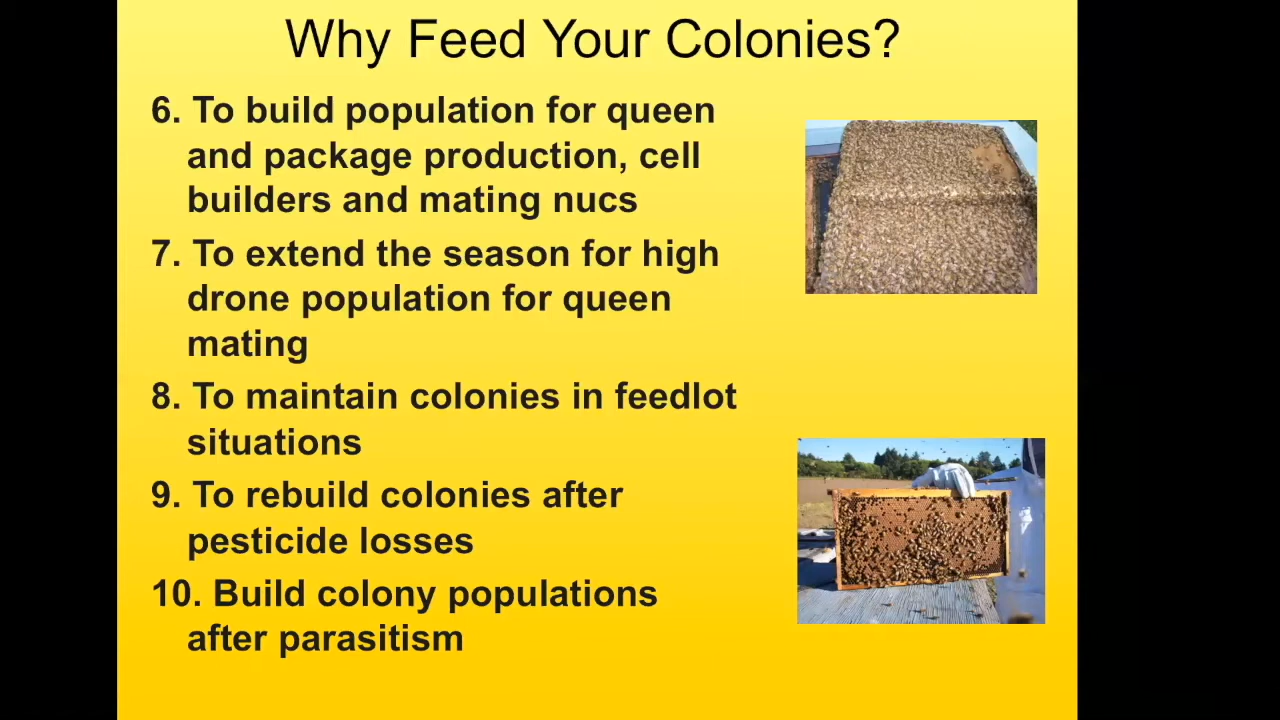 Why Feed Your Colonies?
6. To build population for queen
and package production, cell
builders and mating nucs
7. To extend the season for high
drone population for queen
mating
8. To maintain colonies in feedlot
situations
9. To rebuild colonies after
pesticide losses
10. Build colony populations
after parasitism